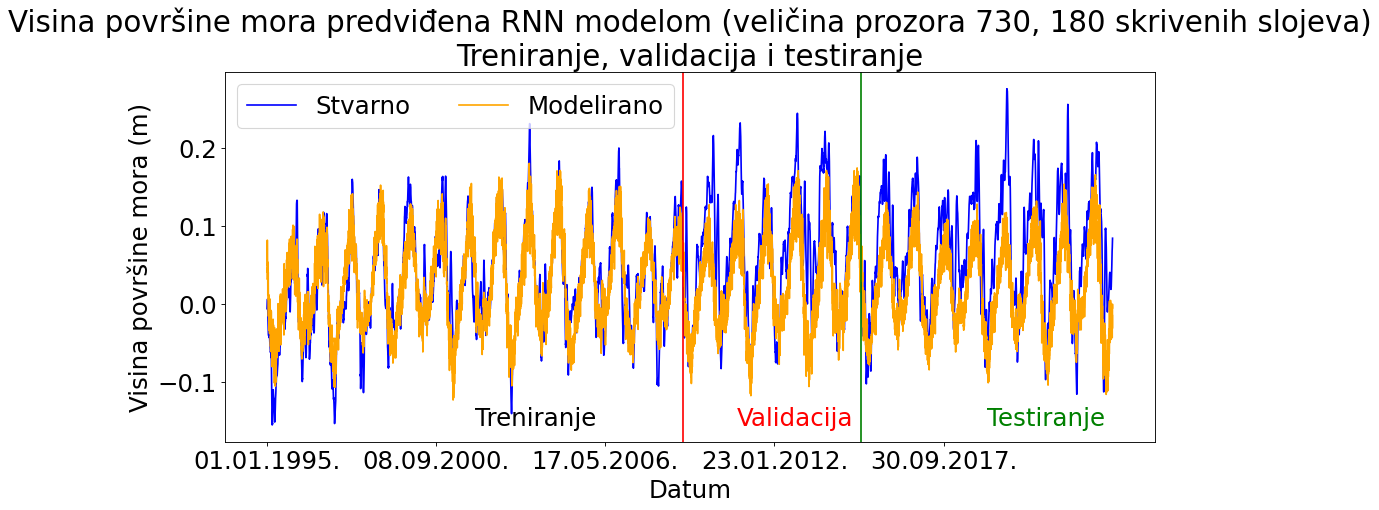 Visina površine mora predviđena RNN modelom (veličina prozora 730, 180 skrivenih slojeva)
Treniranje, validacija i testiranje
Stvarno
Modelirano
Visina površine mora (m)
0.2
0.1
0.0
−0.1
Treniranje
Validacija
Testiranje
01.01.1995.
08.09.2000.
17.05.2006.
23.01.2012.
30.09.2017.
Datum